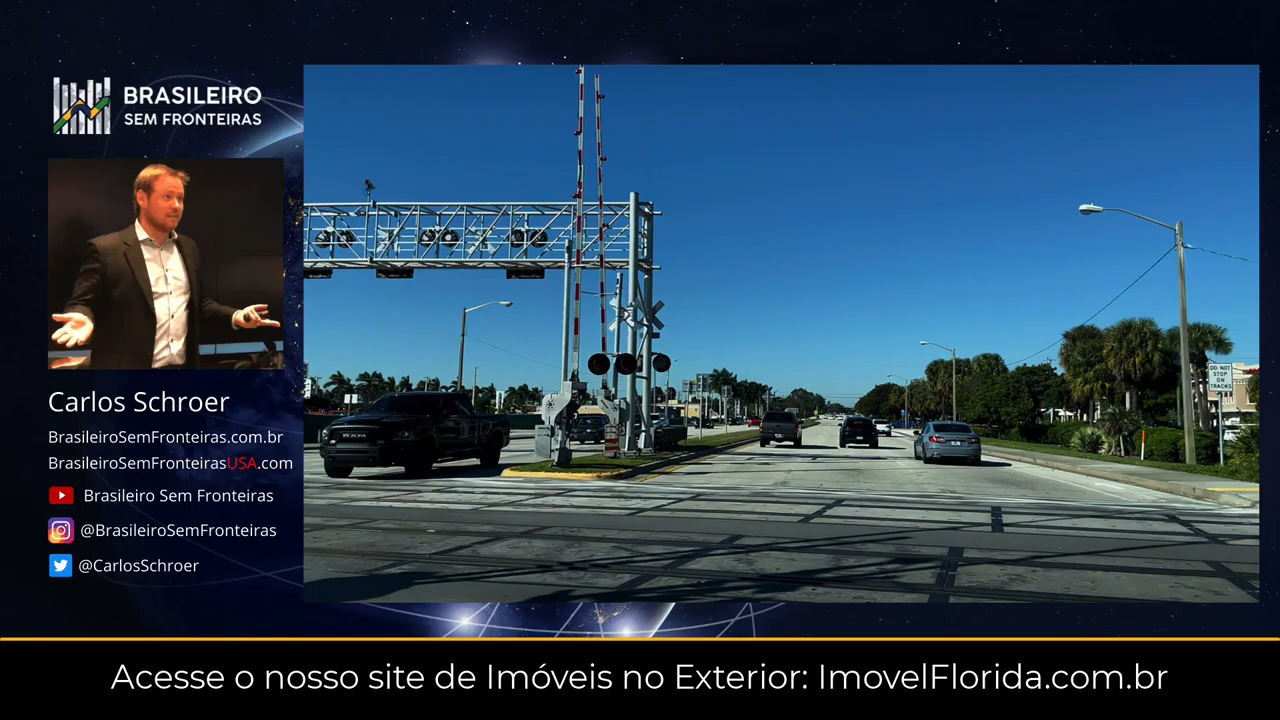 BRASILEIRO
SEM FRONTEIRAS
Carlos Schroer
BrasileiroSemFronteiras.com.br
BrasileiroSemFronteirasUSA.com
Brasileiro Sem Fronteiras
@BrasileiroSemFronteiras
@CarlosSchroer
RAM
DO NOT
STOP
ON
TRACKS
Acesse o nosso site de Imóveis no Exterior: ImovelFlorida.com.br